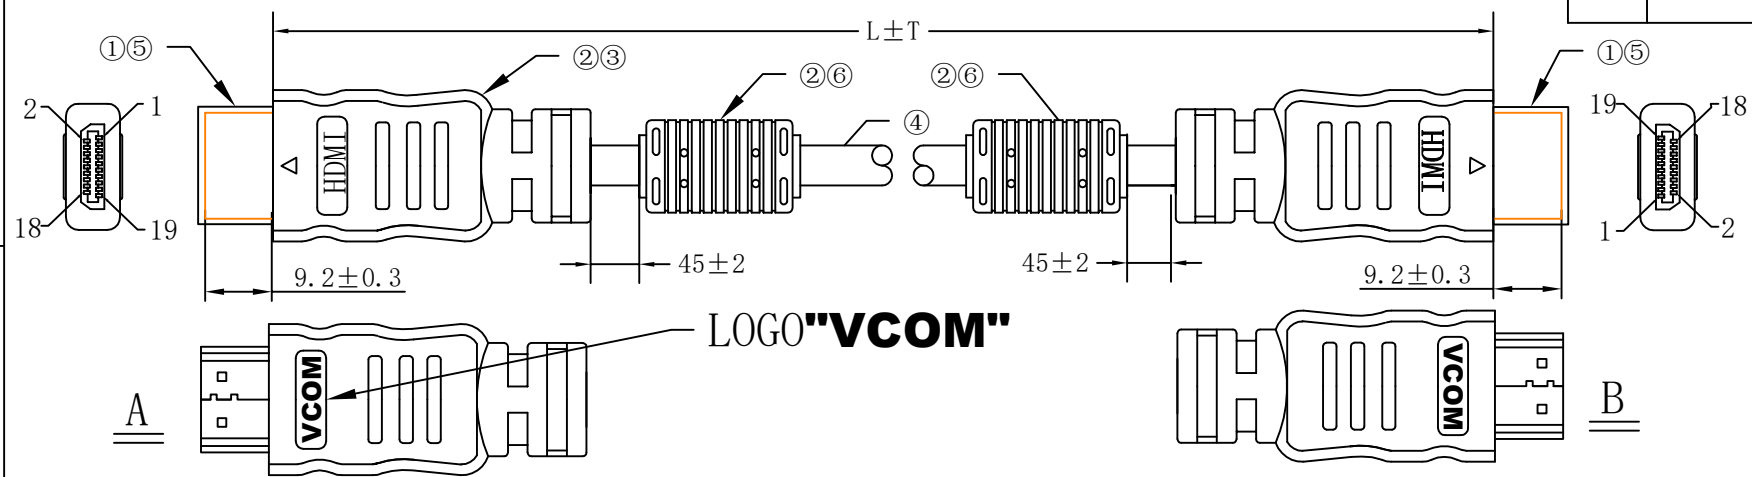 L±T
①⑤
②③
②⑥
②⑥
①⑤
2
1
④
19
18
HDMI
HDMI
18
19
1
2
9.2±0.3
45±2
45±2
9.2±0.3
LOGO"VCOM"
A
VCOM
VCOM
B